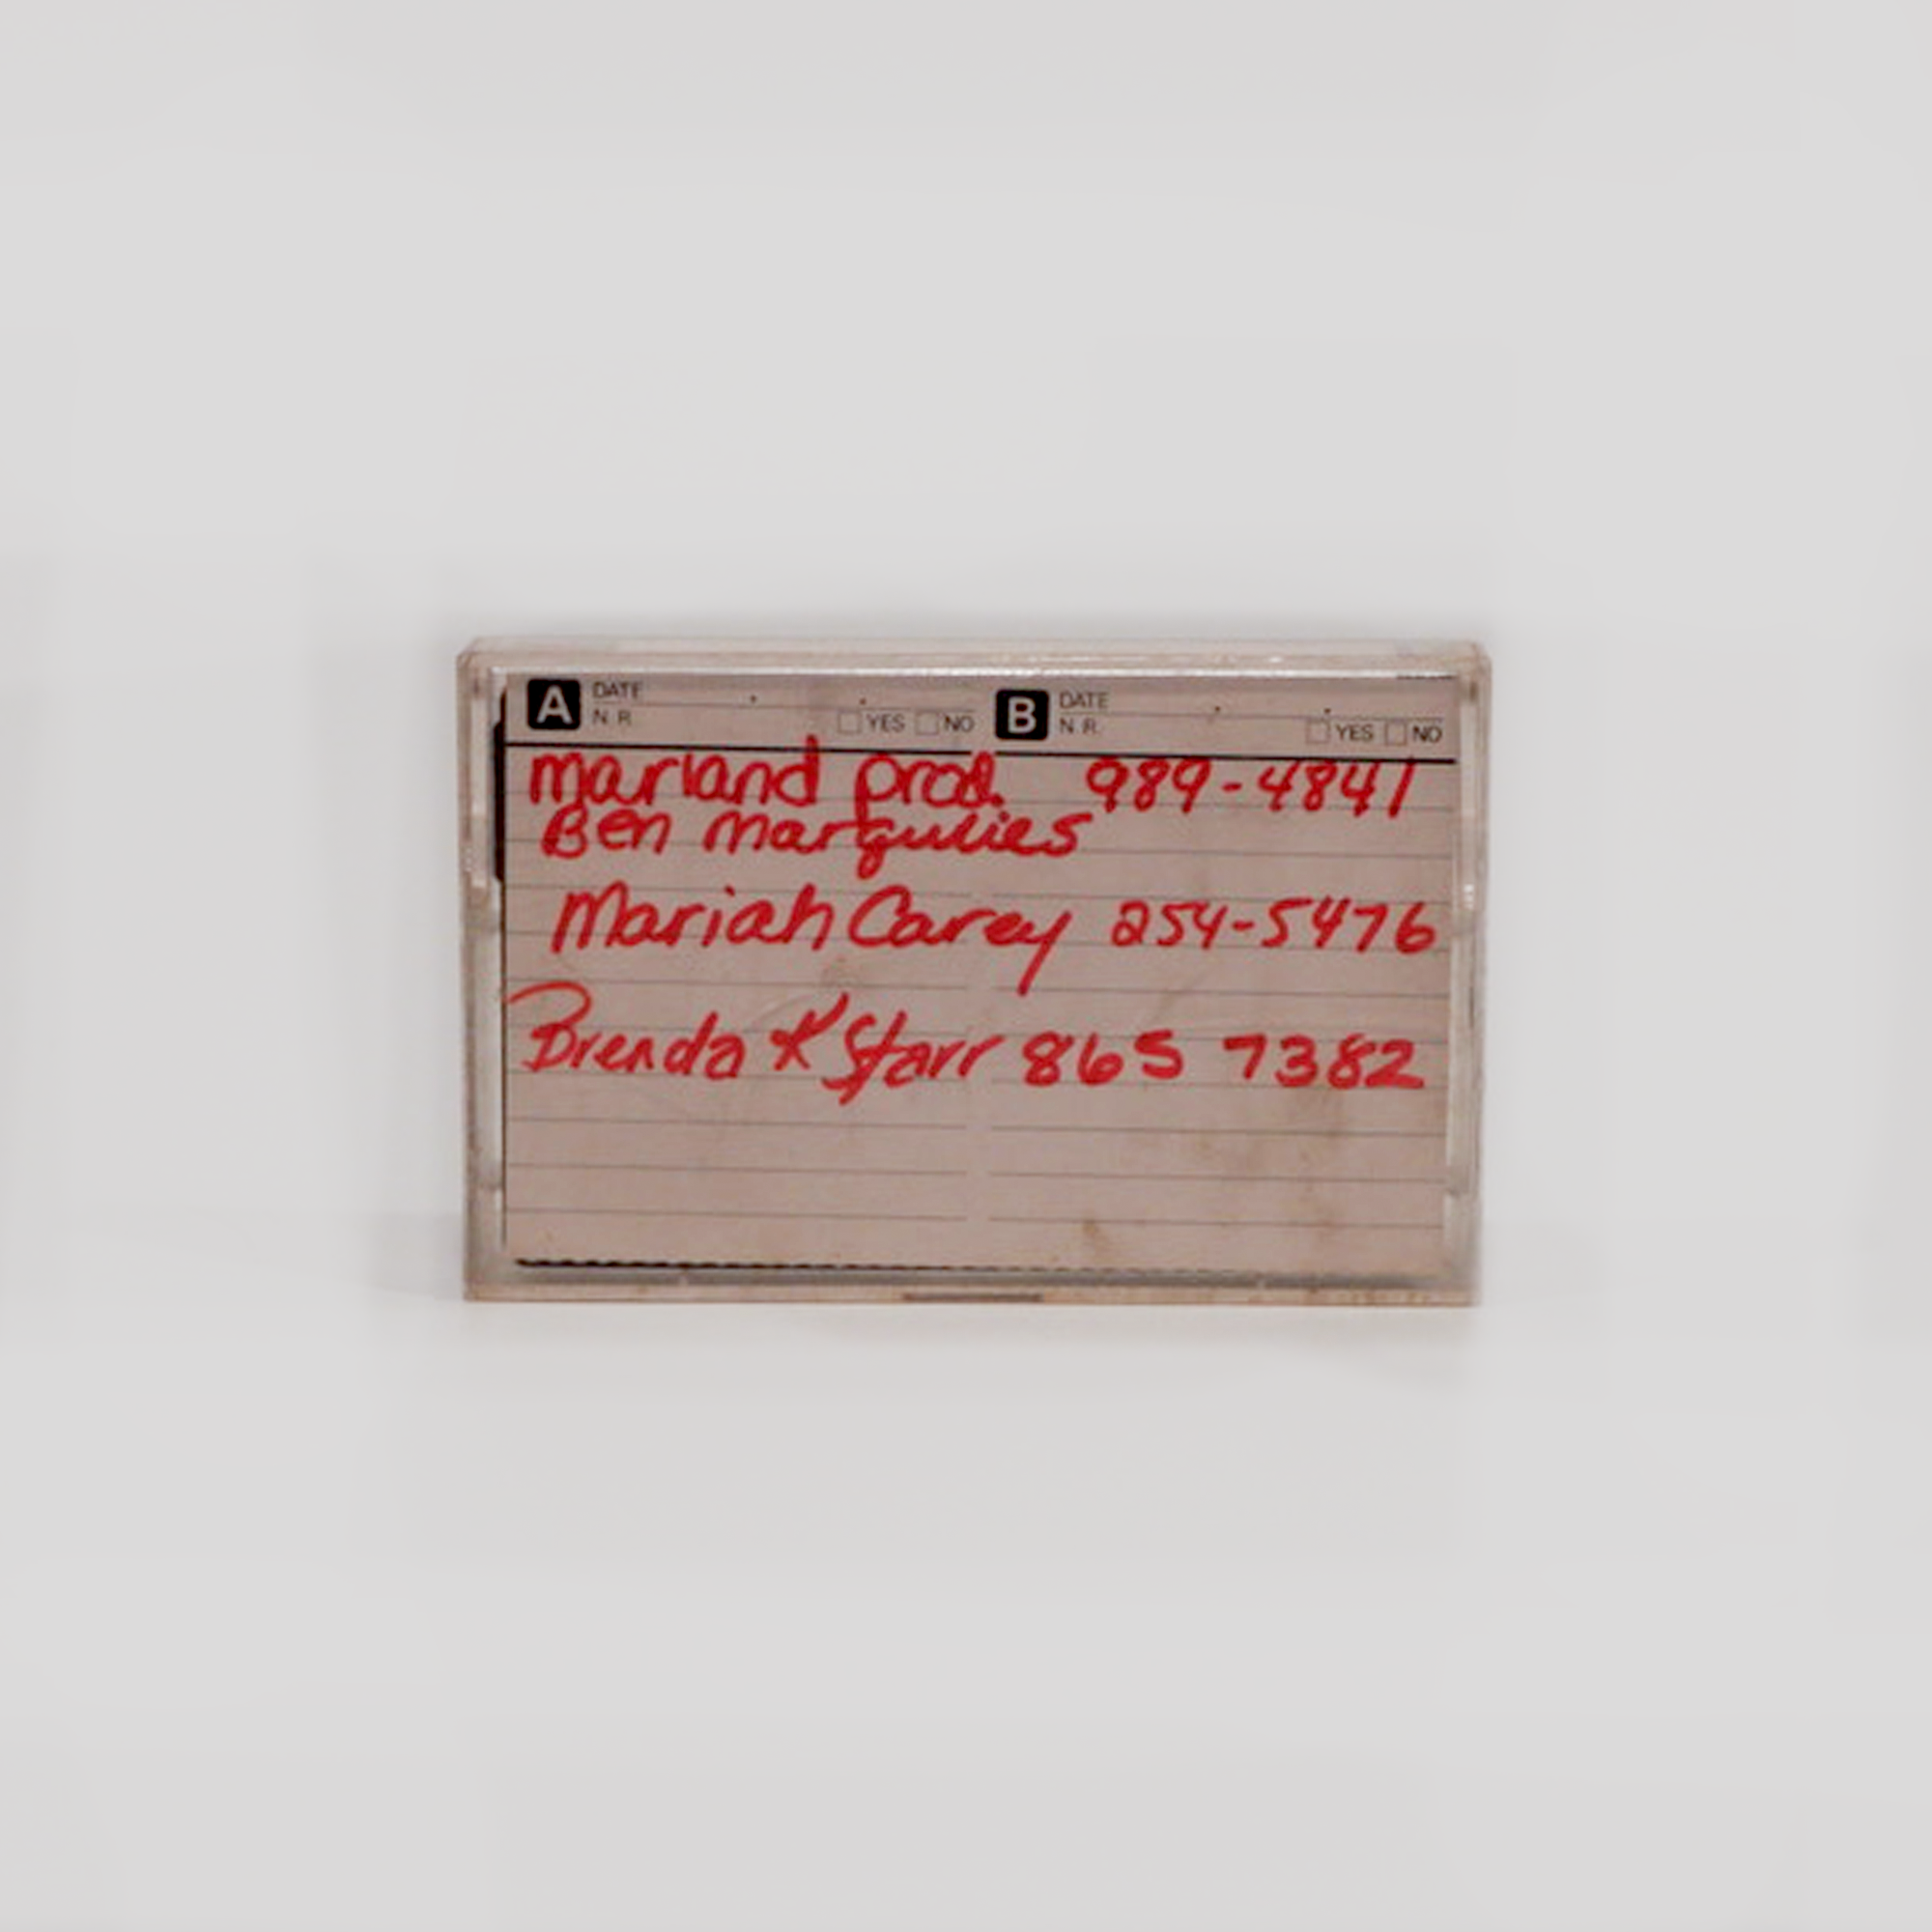 A DATE B DATE
N.R. YES NO N.R. YES NO
Marland prod. 989-4841
Ben Margulies
Mariah Carey 254-5476
Brenda K Starr 865 7382